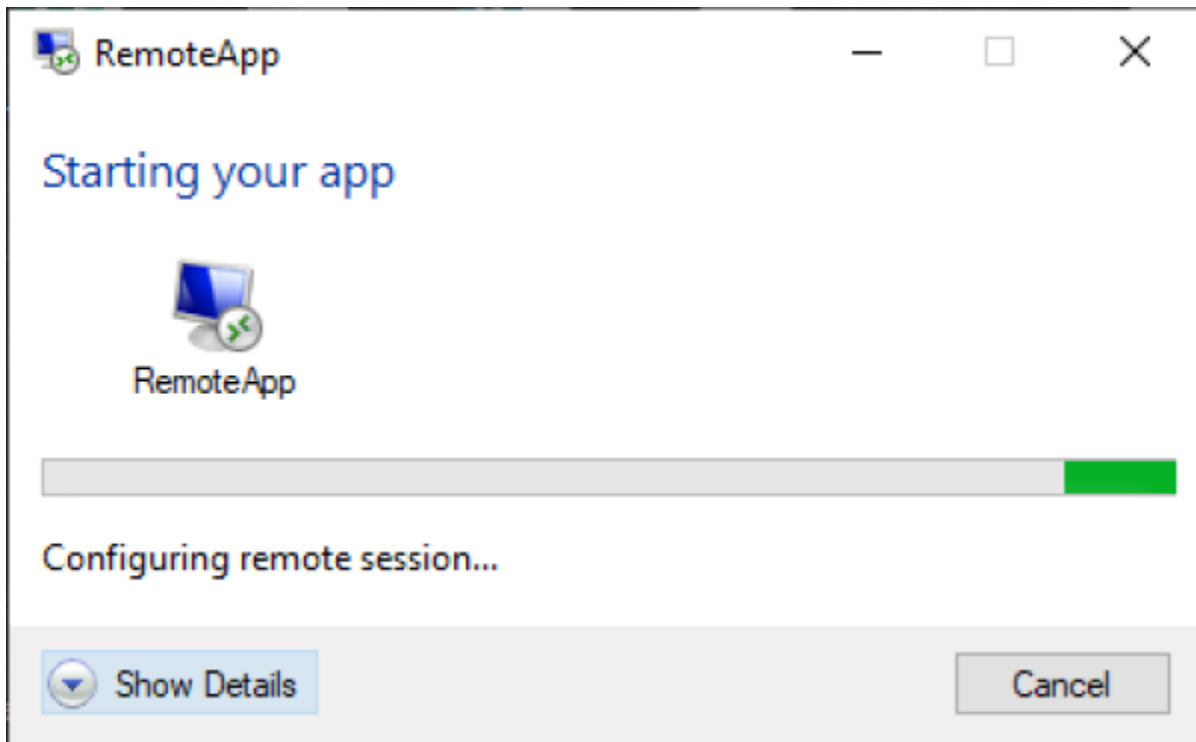 RemoteApp
Starting your app
RemoteApp
Configuring remote session...
Show Details
Cancel